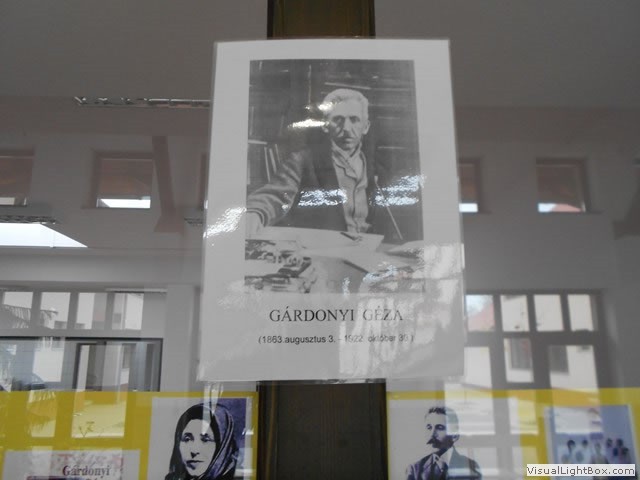 GÁRDONYI GÉZA
(1863.augusztus 3. - 1922. október 30.)
Gárdonyi
VisualLightBox.com